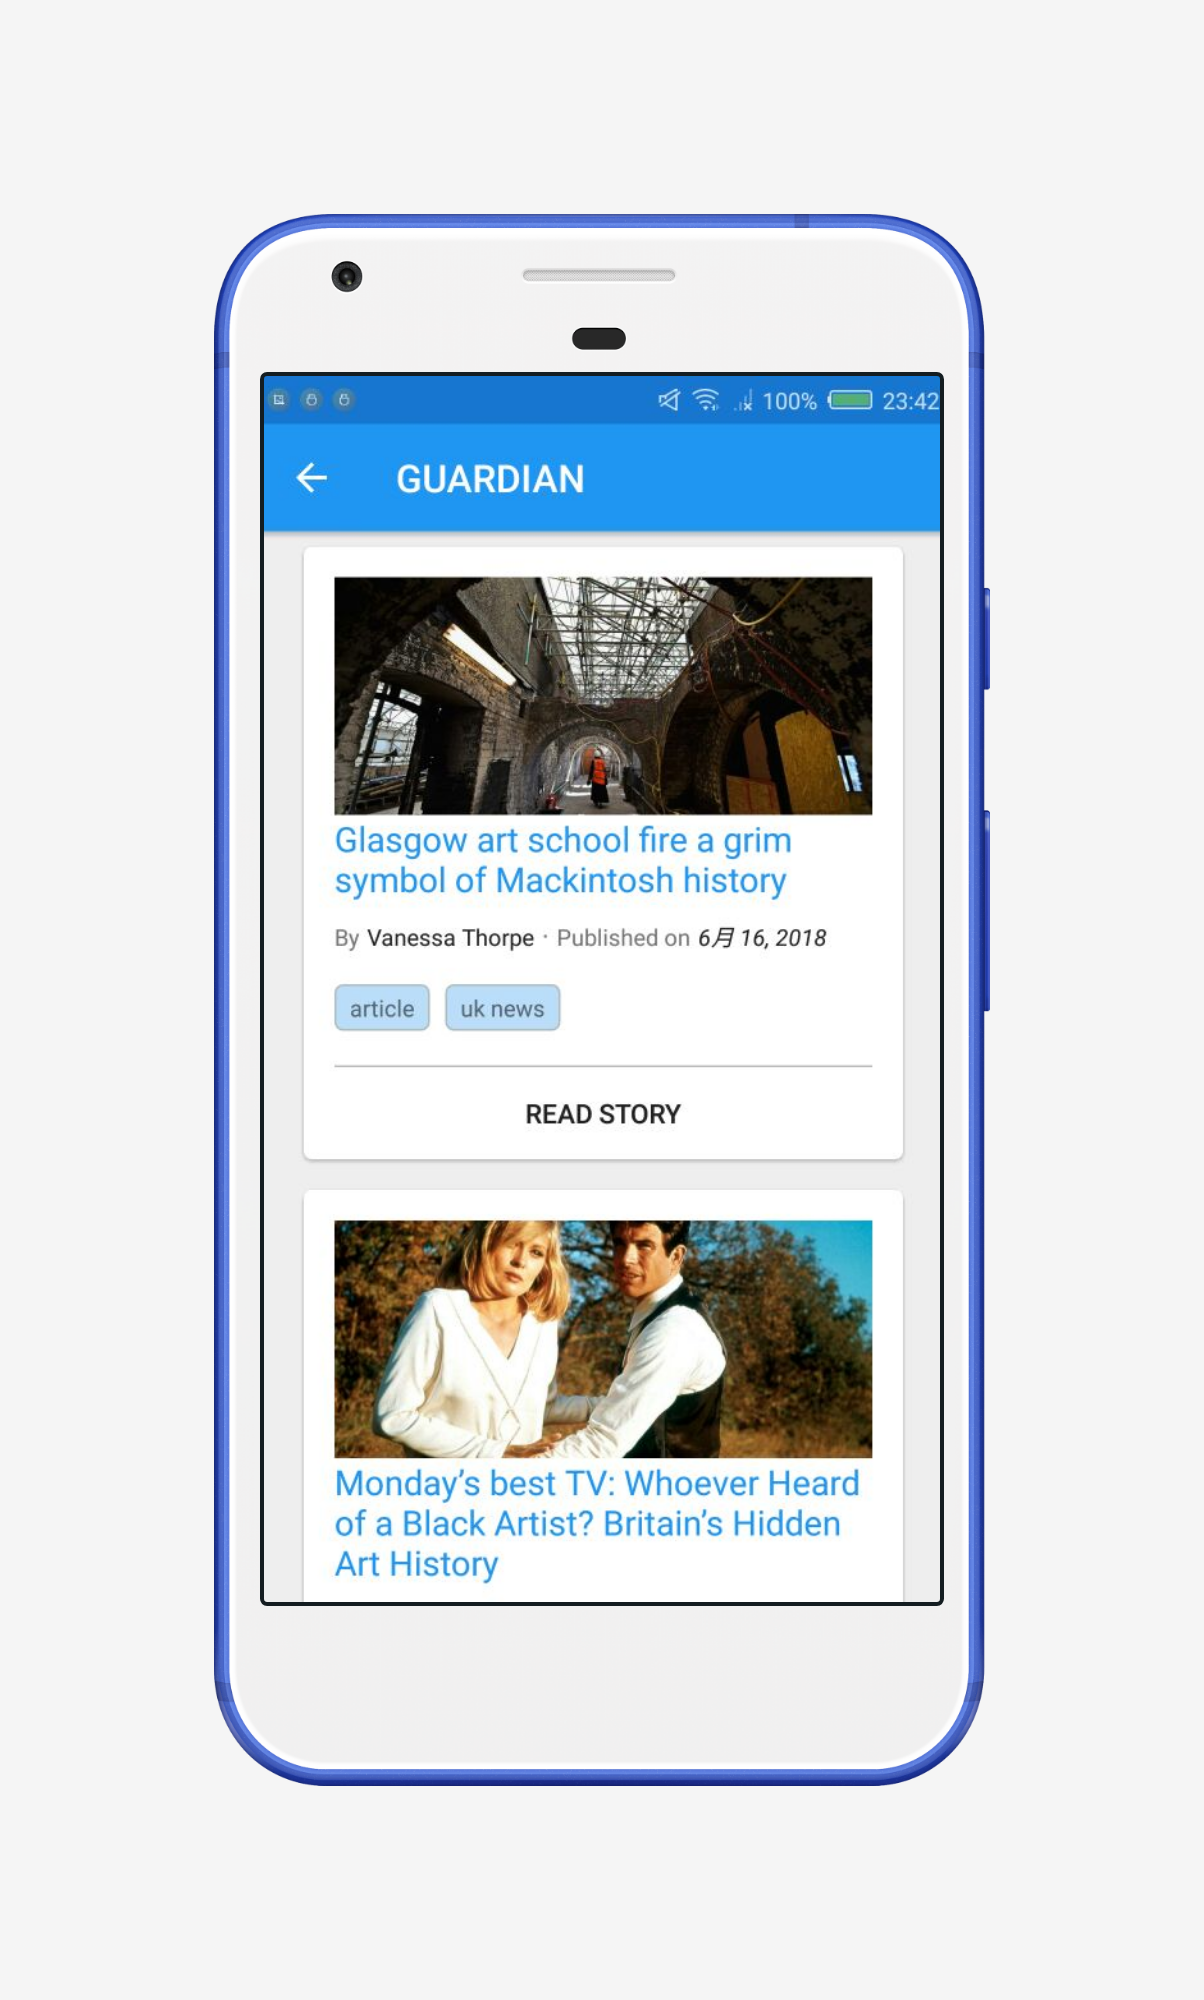 100% 23:42
GUARDIAN
Glasgow art school fire a grim
symbol of Mackintosh history
By Vanessa Thorpe · Published on 6月 16, 2018
article uk news
READ STORY
Monday’s best TV: Whoever Heard
of a Black Artist? Britain’s Hidden
Art History